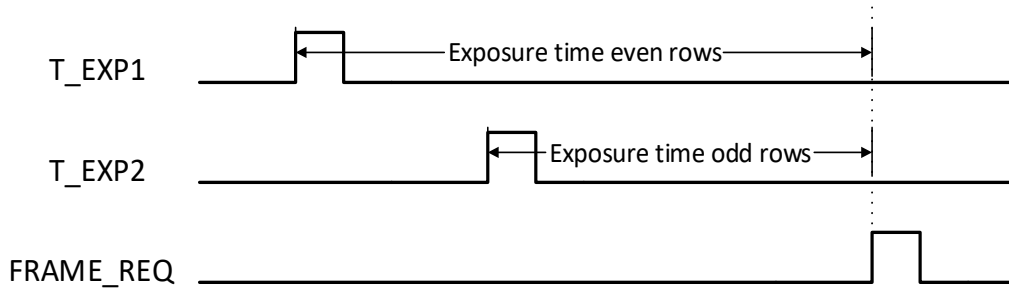 Exposure time even rows
T_EXP1
Exposure time odd rows
T_EXP2
FRAME_REQ